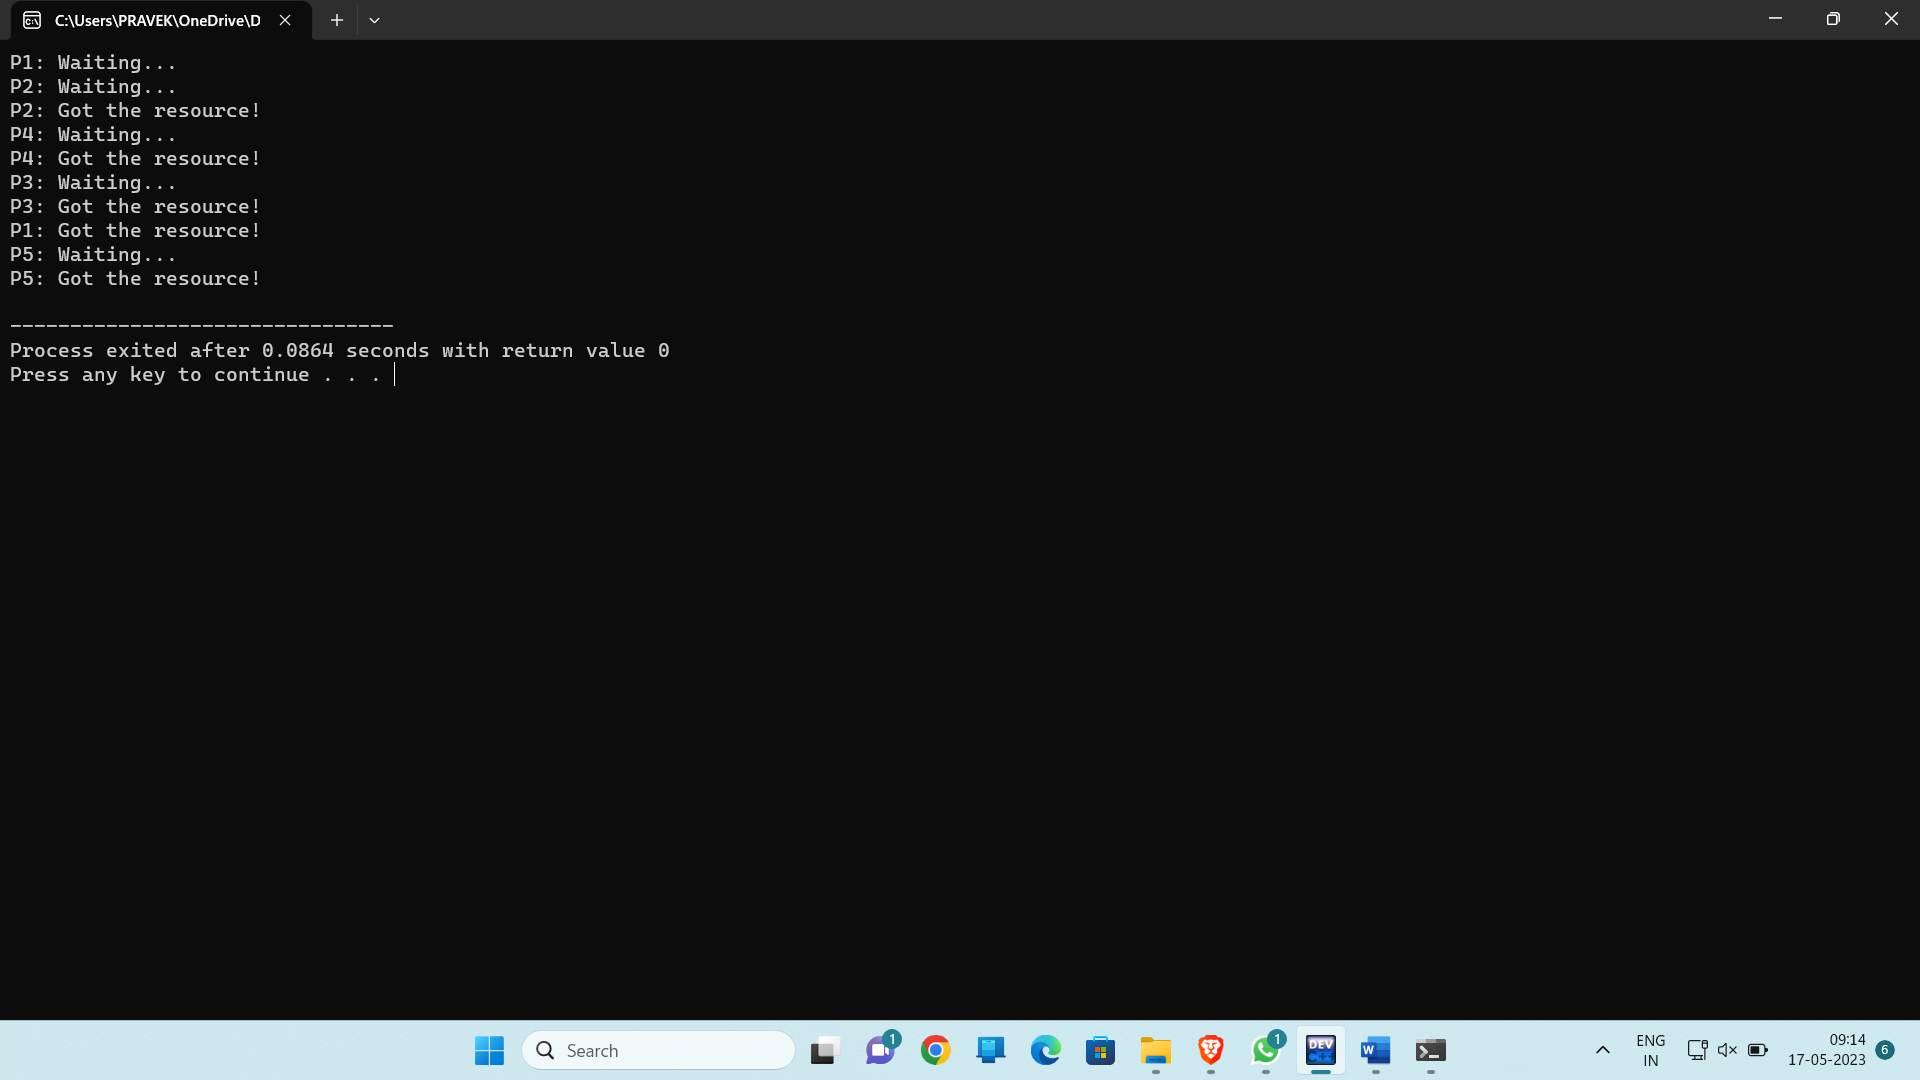 C:\Users\PRAVEK\OneDrive\D
P1: Waiting...
P2: Waiting...
P2: Got the resource!
P4: Waiting...
P4: Got the resource!
P3: Waiting...
P3: Got the resource!
P1: Got the resource!
P5: Waiting...
P5: Got the resource!
--------------------------------
Process exited after 0.0864 seconds with return value 0
Press any key to continue . . .
Search
1
1
DEV
C++
W
ENG
IN
09:14
17-05-2023
6